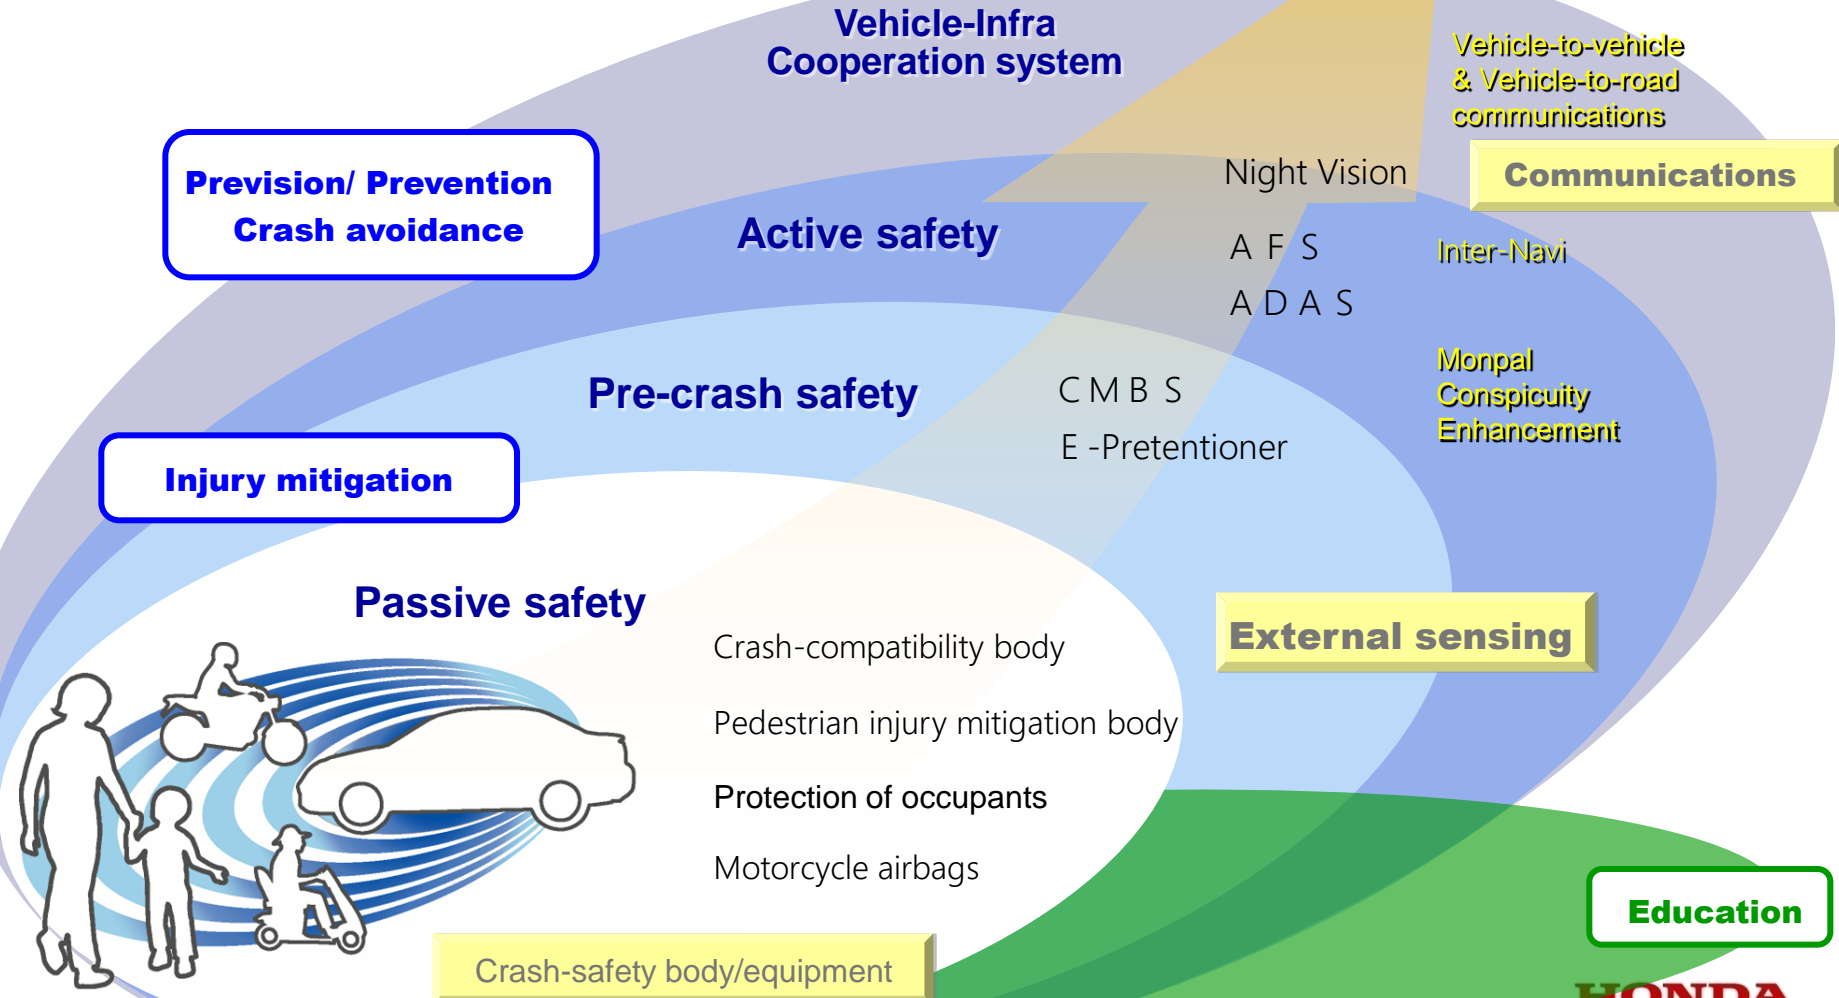 Vehicle-Infra
Cooperation system
Vehicle-to-vehicle
& Vehicle-to-road
communications
Communications
Prevision/ Prevention
Crash avoidance
Night Vision
Active safety
A F S
Inter-Navi
A D A S
Monpal
Conspicuity
Enhancement
Pre-crash safety
C M B S
E -Pretentioner
Injury mitigation
Passive safety
External sensing
Crash-compatibility body
Pedestrian injury mitigation body
Protection of occupants
Motorcycle airbags
Education
Crash-safety body/equipment
HONDA